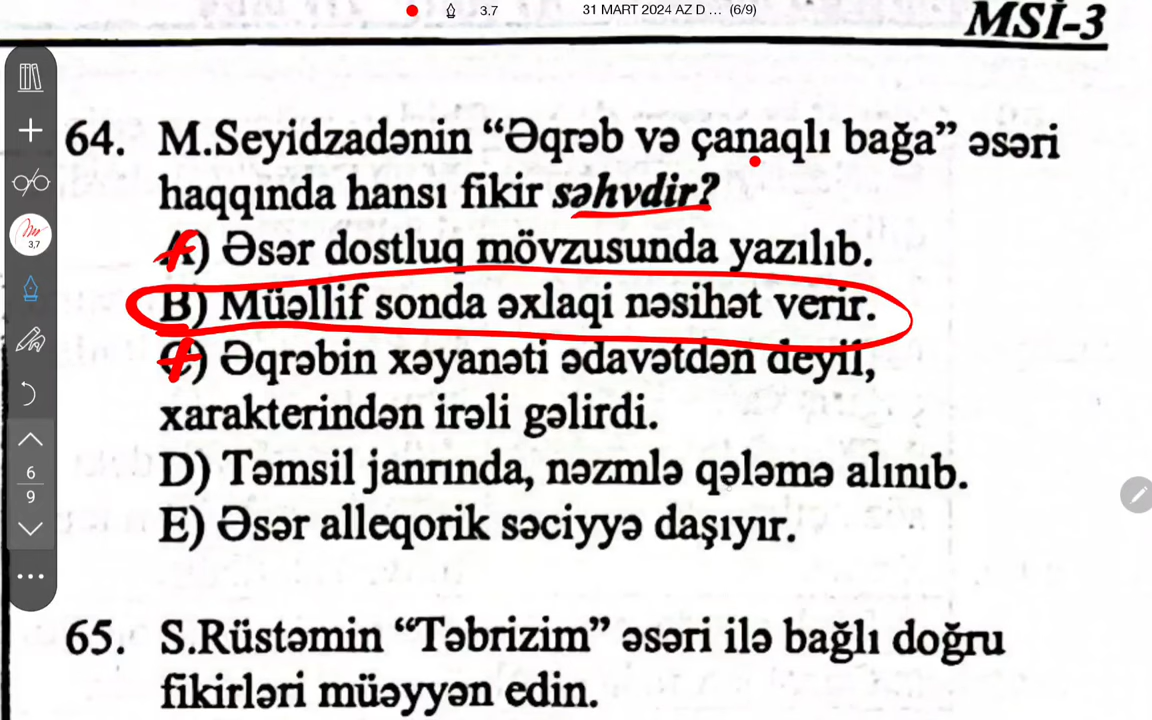 3.7 31 MART 2024 AZ D ... (6/9)
MSİ-3
3,7
6
9
64. M.Seyidzadənin “Əqrəb və çanaqlı bağa” əsəri
haqqında hansı fikir səhvdir?
A) Əsər dostluq mövzusunda yazılıb.
B) Müəllif sonda əxlaqi nəsihət verir.
C) Əqrəbin xəyanəti ədavətdən deyil,
xarakterindən irəli gəlirdi.
D) Təmsil janrında, nəzmlə qələmə alınıb.
E) Əsər alleqorik səciyyə daşıyır.
65. S.Rüstəmin “Təbrizim” əsəri ilə bağlı doğru
fikirləri müəyyən edin.